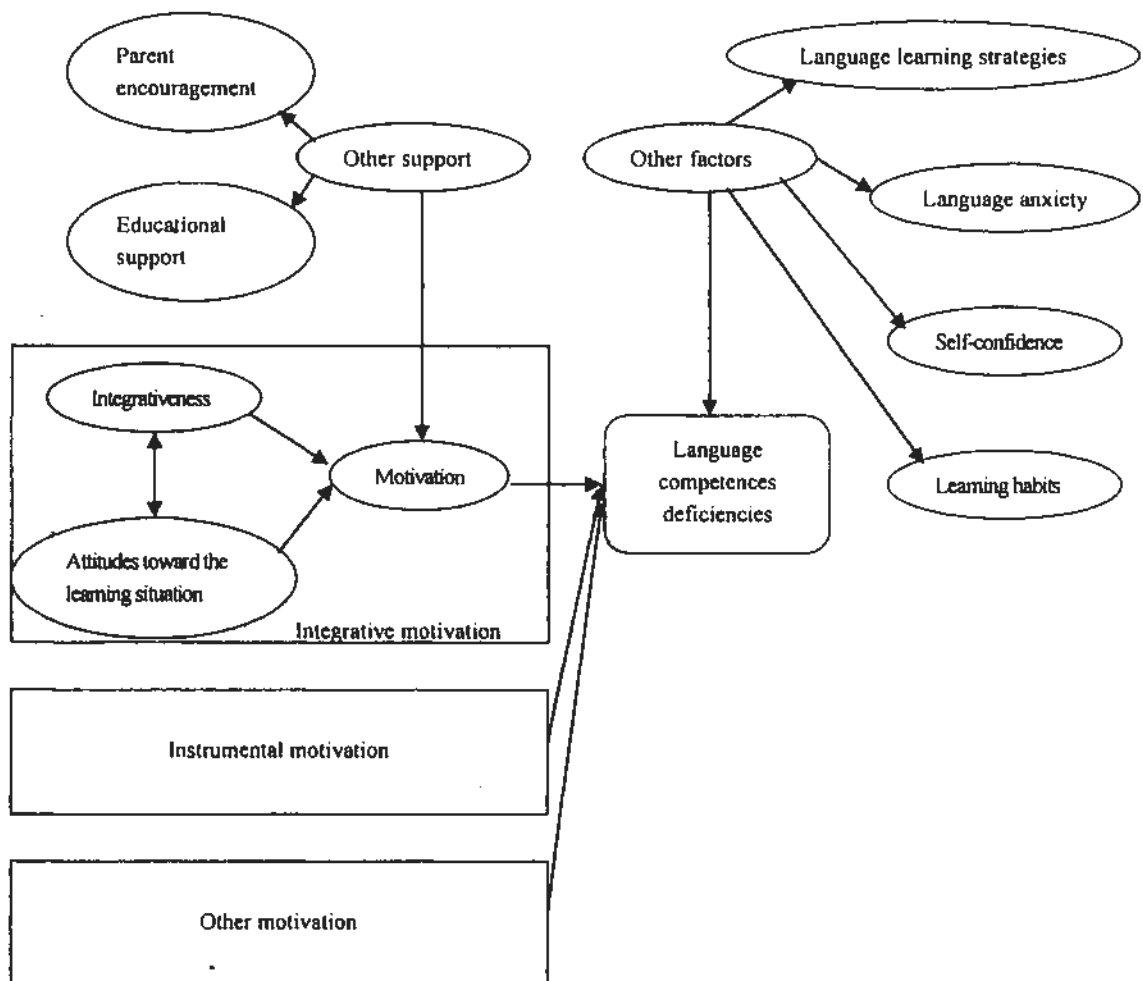 Parent
encouragement
Language learning strategies
Other support
Other factors
Language anxiety
Educational
support
Self-confidence
Integrativeness
Motivation
Language
competences
deficiencies
Learning habits
Attitudes toward the
learning situation
Integrative motivation
Instrumental motivation
Other motivation